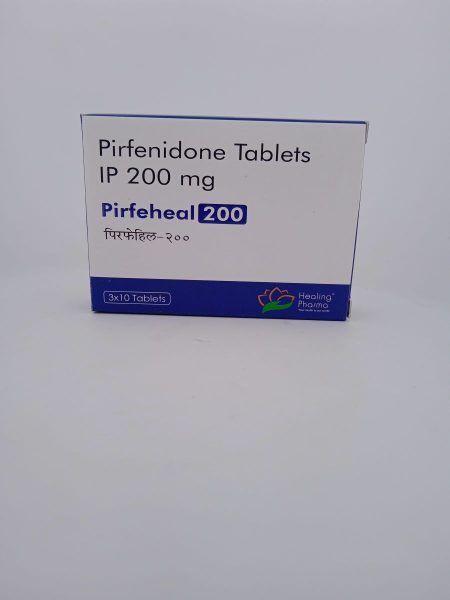 Pirfenidone Tablets
IP 200 mg
Pirfeheal 200
पिरफेहिल-२००
3x10 Tablets
Healing
Pharma